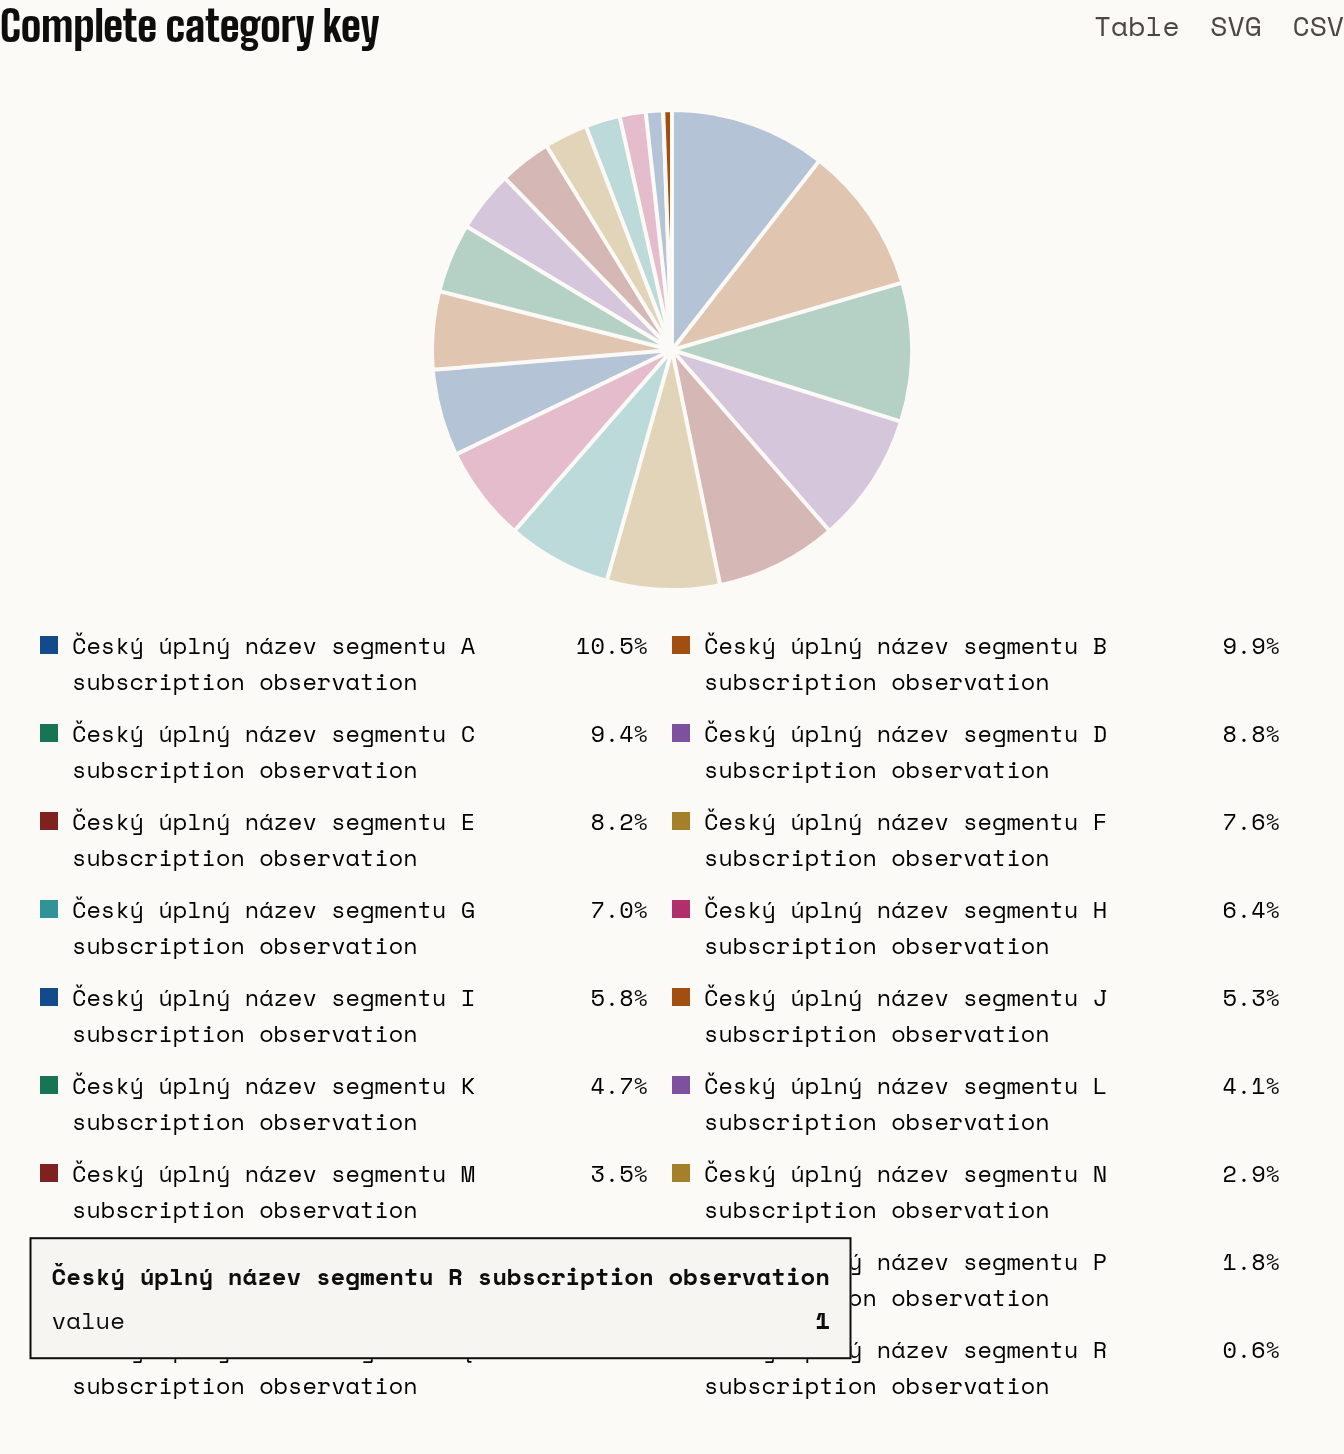 Complete category key
Table SVG CSV
Český úplný název segmentu A 10.5%
subscription observation
Český úplný název segmentu B 9.9%
subscription observation
Český úplný název segmentu C 9.4%
subscription observation
Český úplný název segmentu D 8.8%
subscription observation
Český úplný název segmentu E 8.2%
subscription observation
Český úplný název segmentu F 7.6%
subscription observation
Český úplný název segmentu G 7.0%
subscription observation
Český úplný název segmentu H 6.4%
subscription observation
Český úplný název segmentu I 5.8%
subscription observation
Český úplný název segmentu J 5.3%
subscription observation
Český úplný název segmentu K 4.7%
subscription observation
Český úplný název segmentu L 4.1%
subscription observation
Český úplný název segmentu M 3.5%
subscription observation
Český úplný název segmentu N 2.9%
subscription observation
Český úplný název segmentu R subscription observation
value 1
název segmentu P 1.8%
observation
název segmentu R 0.6%
subscription observation
subscription observation